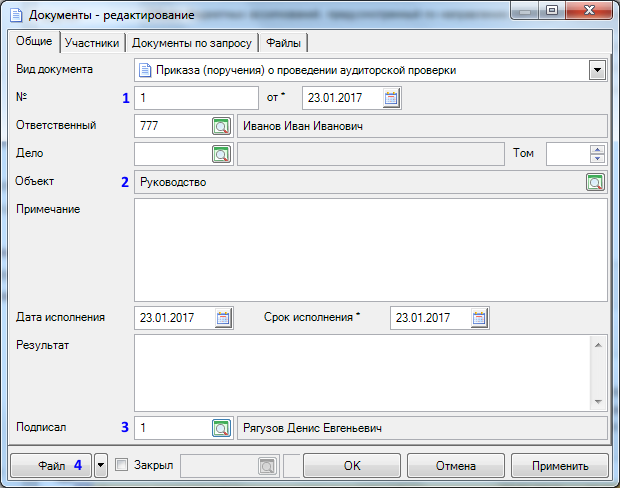 Документы - редактирование
Общие Участники Документы по запросу Файлы
Вид документа Приказа (поручения) о проведении аудиторской проверки
№ 1 1 от * 23.01.2017
Ответственный 777 Иванов Иван Иванович
Дело Том
Объект 2 Руководство
Примечание
Дата исполнения 23.01.2017 Срок исполнения * 23.01.2017
Результат
Подписал 3 1 Рягузов Денис Евгеньевич
Файл 4 Закрыл OK Отмена Применить